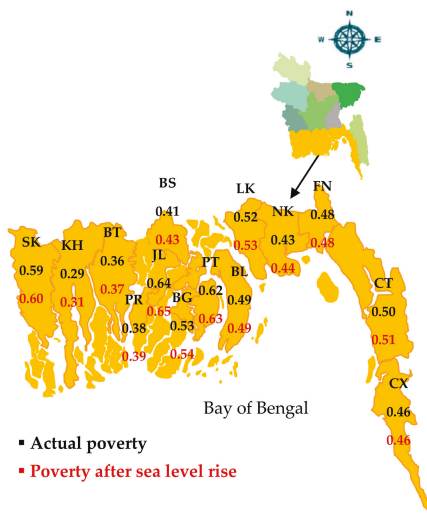 N
W E
S
BS
0.41
0.43
LK
0.52
0.53
NK
0.43
0.44
FN
0.48
0.48
SK
0.59
0.60
KH
0.29
0.31
BT
0.36
0.37
JL
0.64
0.65
PT
0.62
0.63
BL
0.49
0.49
PR
0.38
0.39
BG
0.53
0.54
CT
0.50
0.51
CX
0.46
0.46
Bay of Bengal
▪ Actual poverty
▪ Poverty after sea level rise